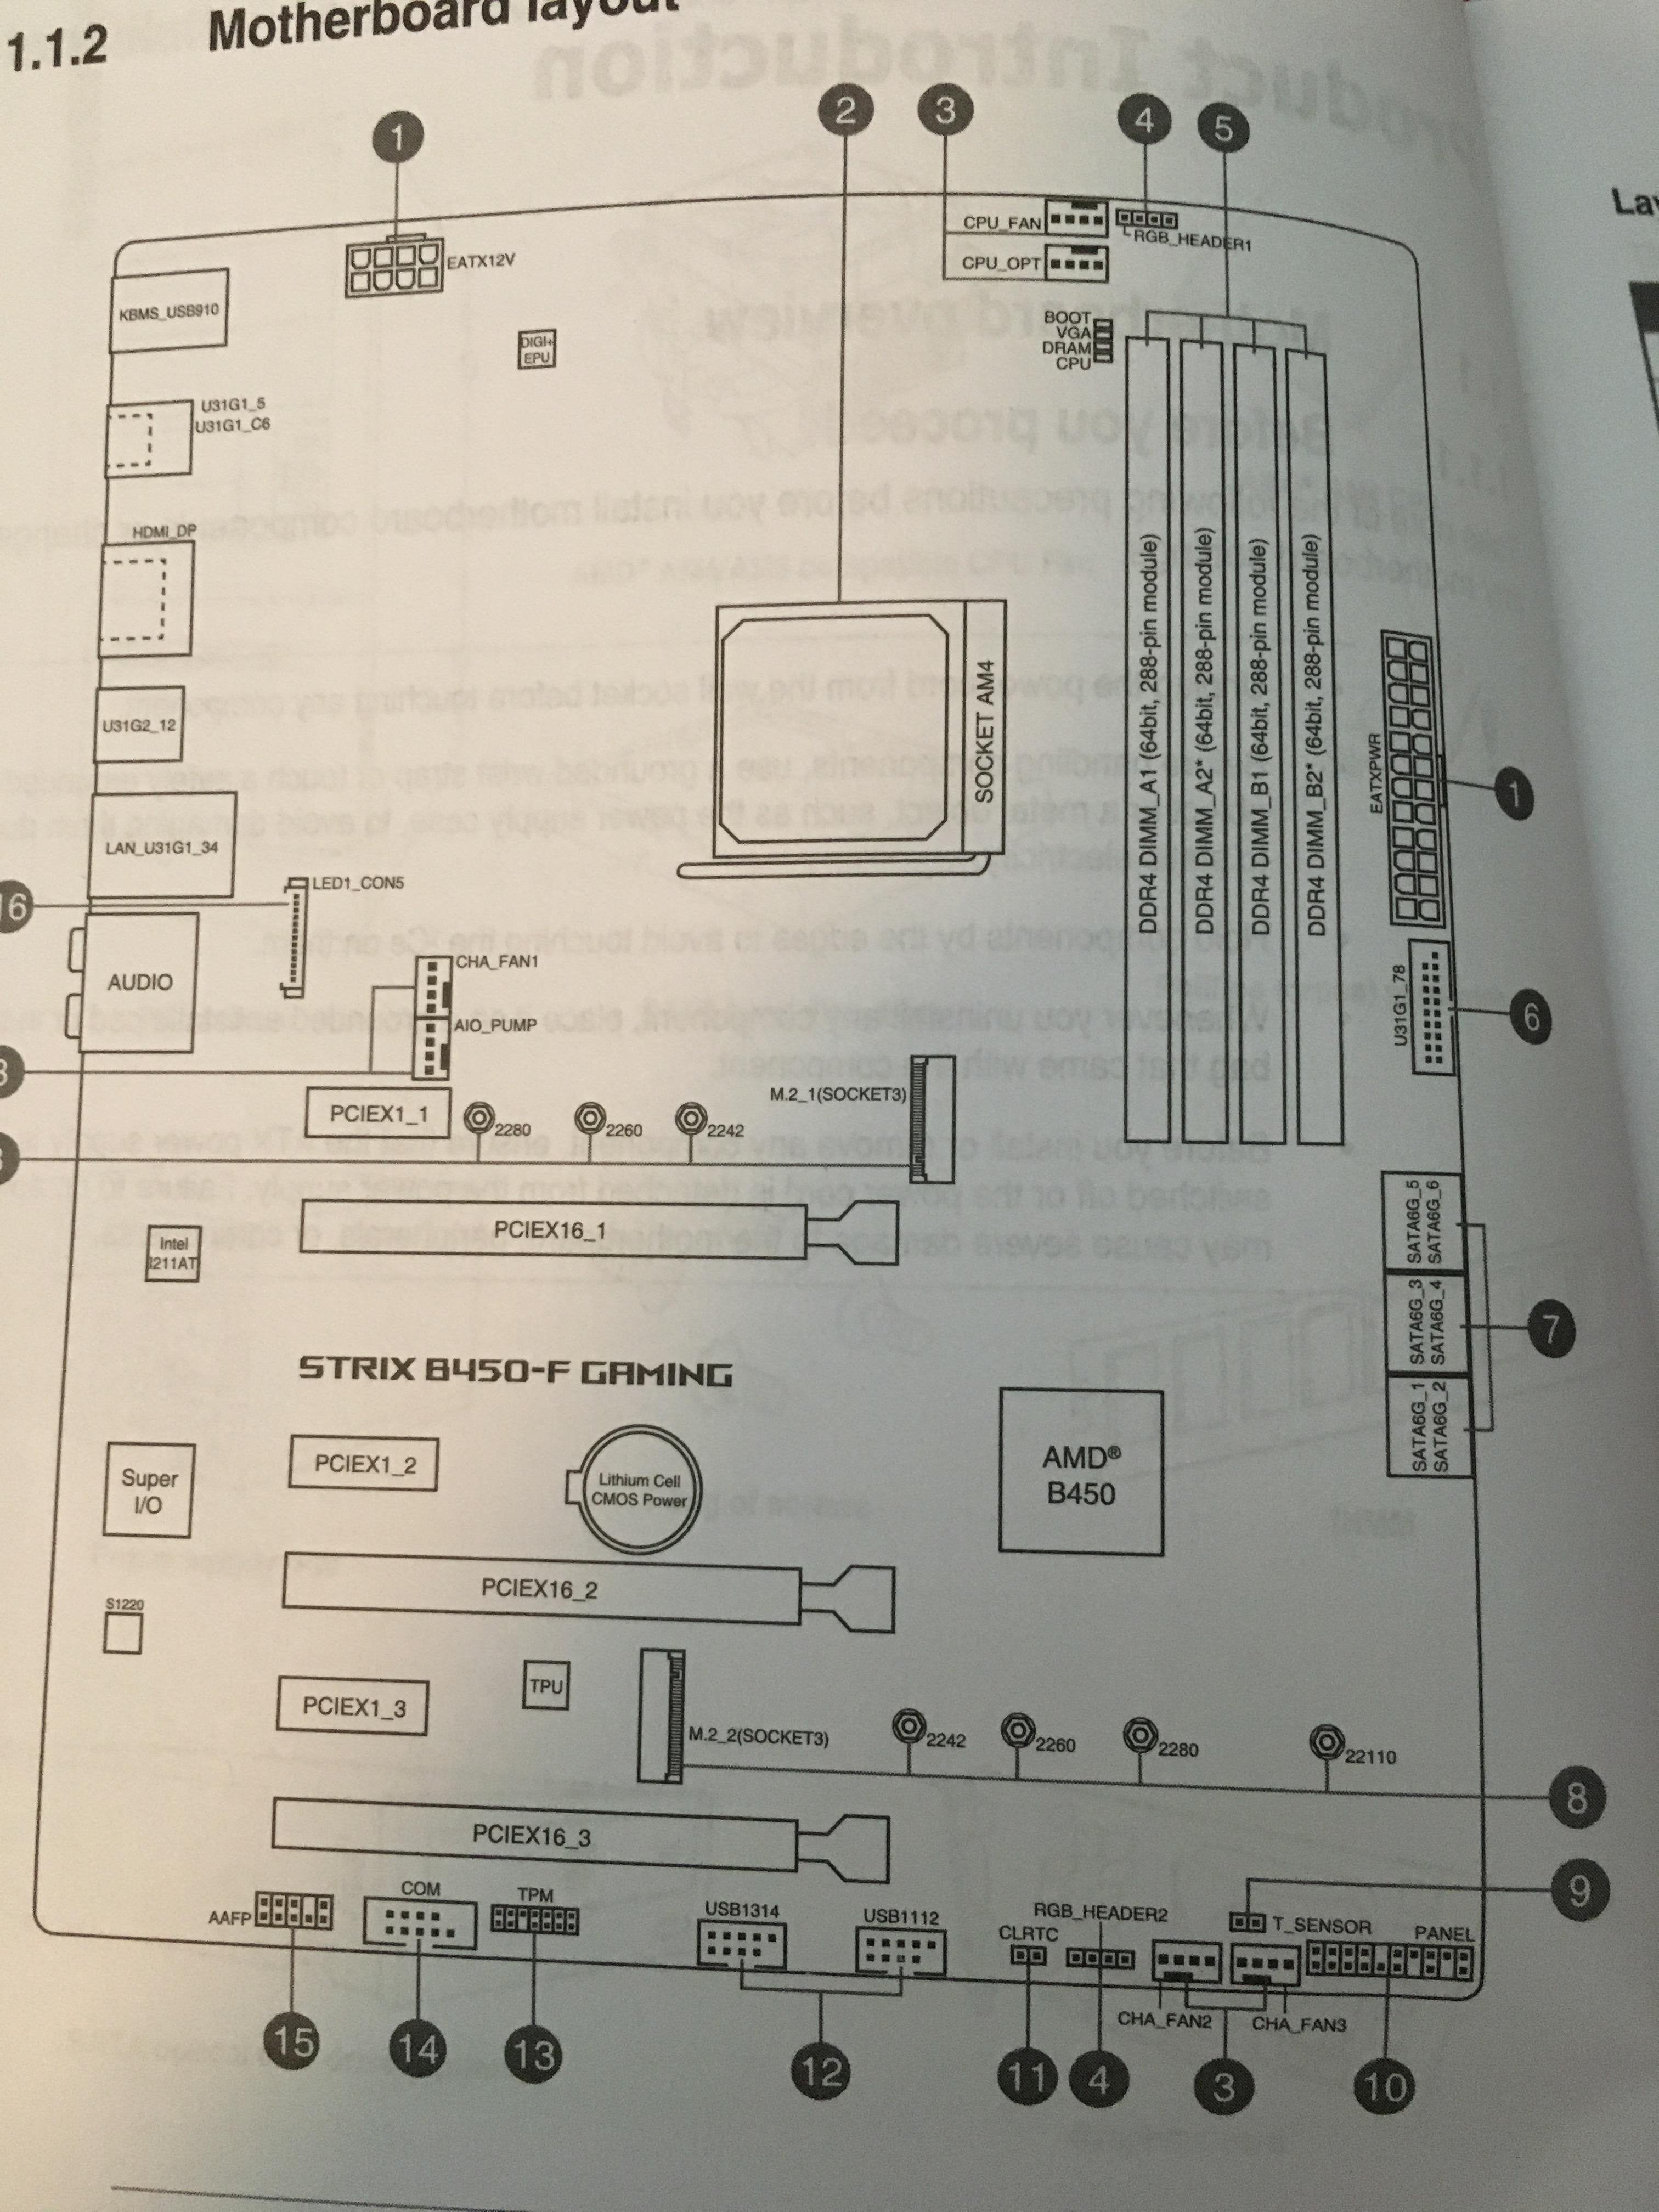 1.1.2 Motherboard layout
1
2
3
4
5
CPU_FAN
RGB_HEADER1
CPU_OPT
EATX12V
KBMS_USB910
DIGI+
EPU
BOOT
VGA
DRAM
CPU
U31G1_5
U31G1_C6
HDMI_DP
U31G2_12
LAN_U31G1_34
AUDIO
SOCKET AM4
DDR4 DIMM_A1 (64bit, 288-pin module)
DDR4 DIMM_A2* (64bit, 288-pin module)
DDR4 DIMM_B1 (64bit, 288-pin module)
DDR4 DIMM_B2* (64bit, 288-pin module)
EATXPWR
1
16
LED1_CON5
CHA_FAN1
AIO_PUMP
U31G1_78
6
3
PCIEX1_1
2280
2260
2242
M.2_1(SOCKET3)
PCIEX16_1
Intel
I211AT
SATA6G_5
SATA6G_6
SATA6G_3
SATA6G_4
SATA6G_1
SATA6G_2
7
STRIX B450-F GAMING
Super
I/O
PCIEX1_2
Lithium Cell
CMOS Power
AMD®
B450
PCIEX16_2
S1220
PCIEX1_3
TPU
M.2_2(SOCKET3)
2242
2260
2280
22110
8
PCIEX16_3
9
AAFP
COM
TPM
USB1314
USB1112
RGB_HEADER2
CLRTC
T_SENSOR
PANEL
CHA_FAN2
CHA_FAN3
15
14
13
12
11
4
3
10